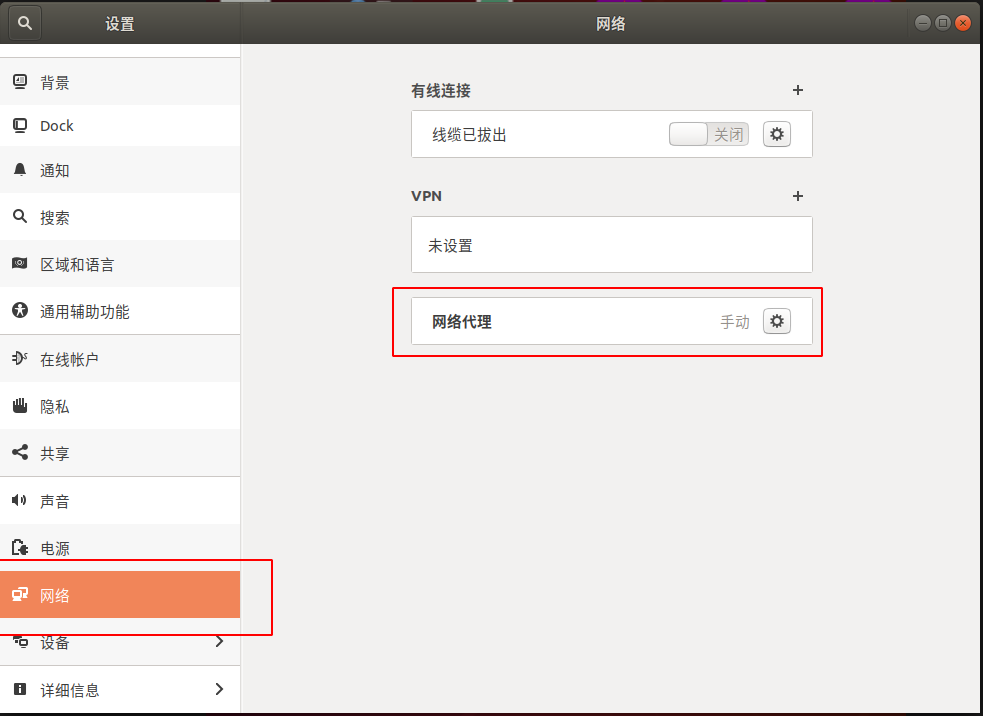 设置
网络
背景
Dock
通知
搜索
区域和语言
通用辅助功能
在线帐户
隐私
共享
声音
电源
网络
设备
详细信息
有线连接
线缆已拔出 关闭
VPN
未设置
网络代理 手动